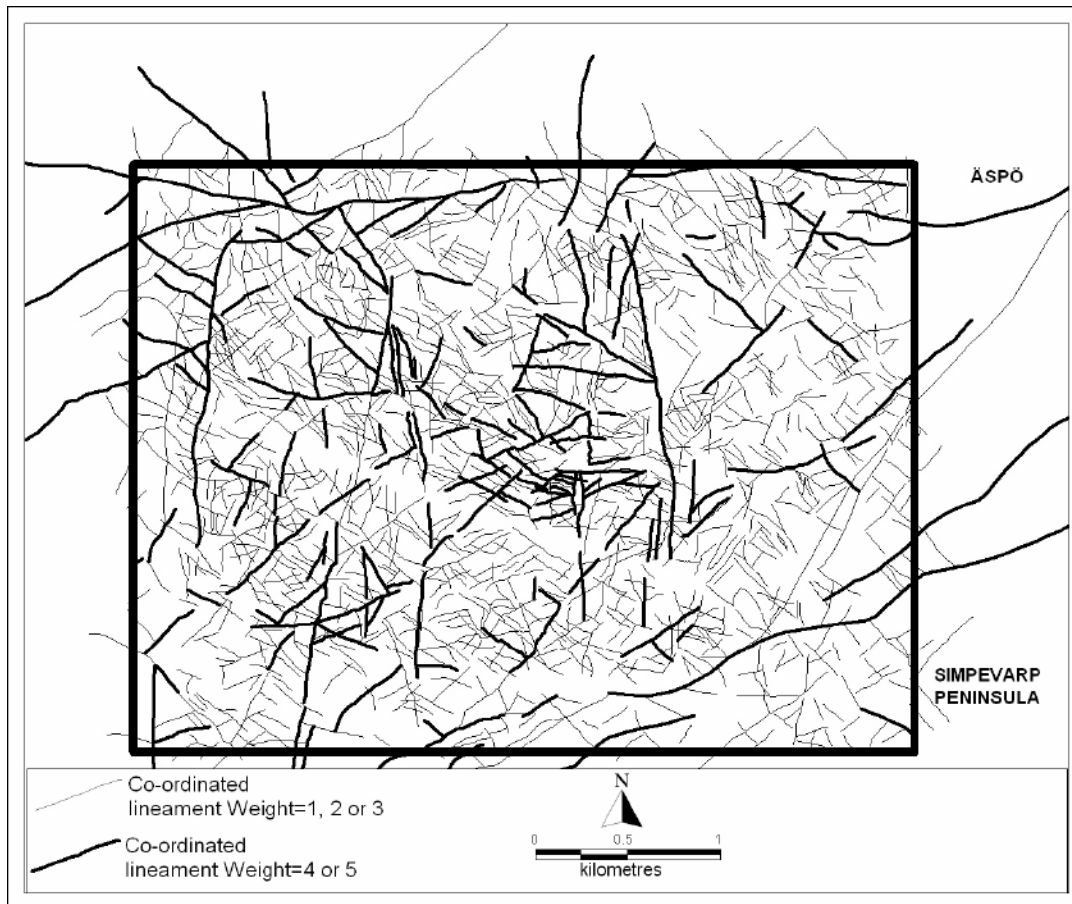 ÄSPÖ
SIMPEVARP
PENINSULA
Co-ordinated
lineament Weight=1, 2 or 3
Co-ordinated
lineament Weight=4 or 5
N
0 0.5 1
kilometres